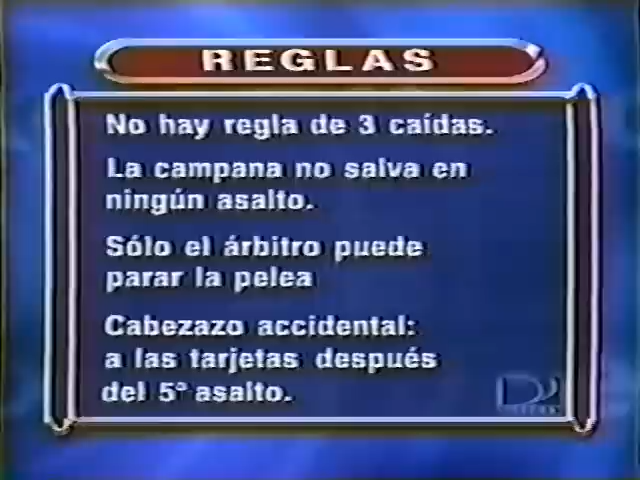 REGLAS
No hay regla de 3 caídas.
La campana no salva en
ningún asalto.
Sólo el árbitro puede
parar la pelea
Cabezazo accidental:
a las tarjetas después
del 5° asalto.